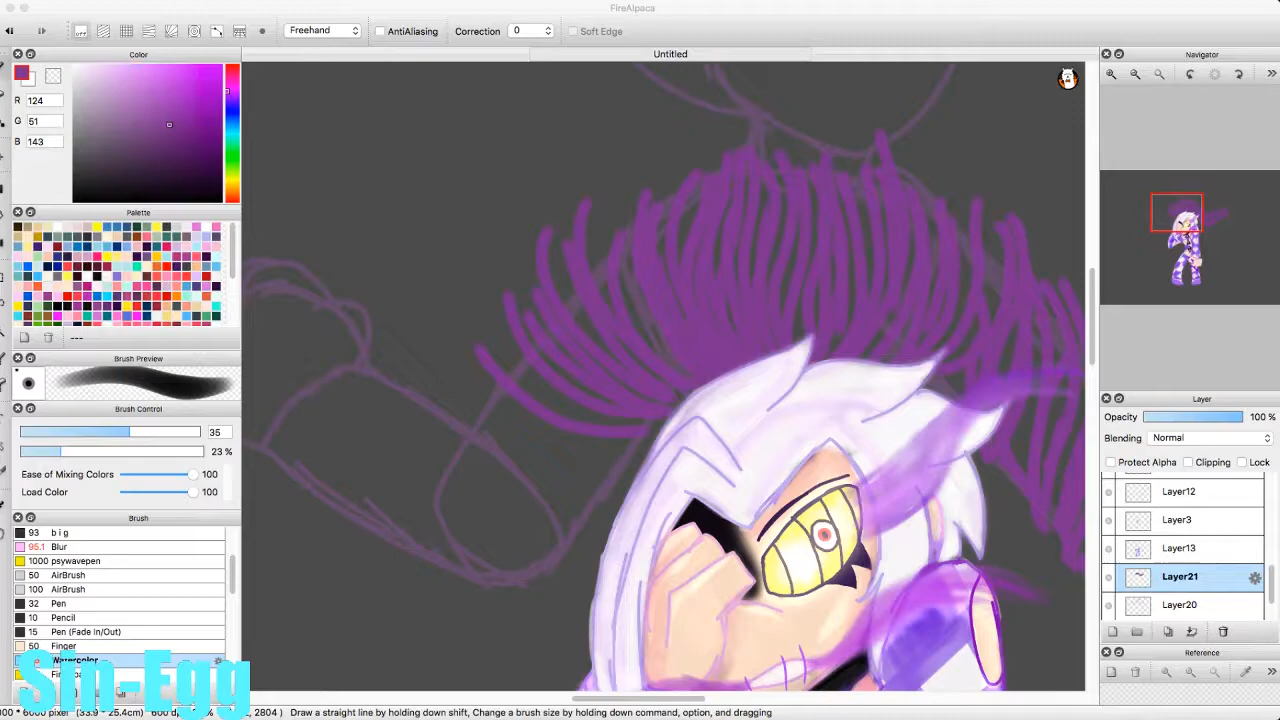 FireAlpaca
OFF Freehand AntiAliasing Correction 0 Soft Edge
Color Untitled Navigator
R 124
G 51
B 143
Palette
---
Brush Preview
Brush Control
35
23 %
Ease of Mixing Colors 100
Load Color 100
Brush
93 b i g
95.1 Blur
1000 psywavepen
50 AirBrush
100 AirBrush
32 Pen
10 Pencil
15 Pen (Fade In/Out)
50 Finger
Watercolor
Sin-Egg
Layer
Opacity 100 %
Blending Normal
Protect Alpha Clipping Lock
Layer12
Layer3
Layer13
Layer21
Layer20
Reference
2804 ) Draw a straight line by holding down shift, Change a brush size by holding down command, option, and dragging